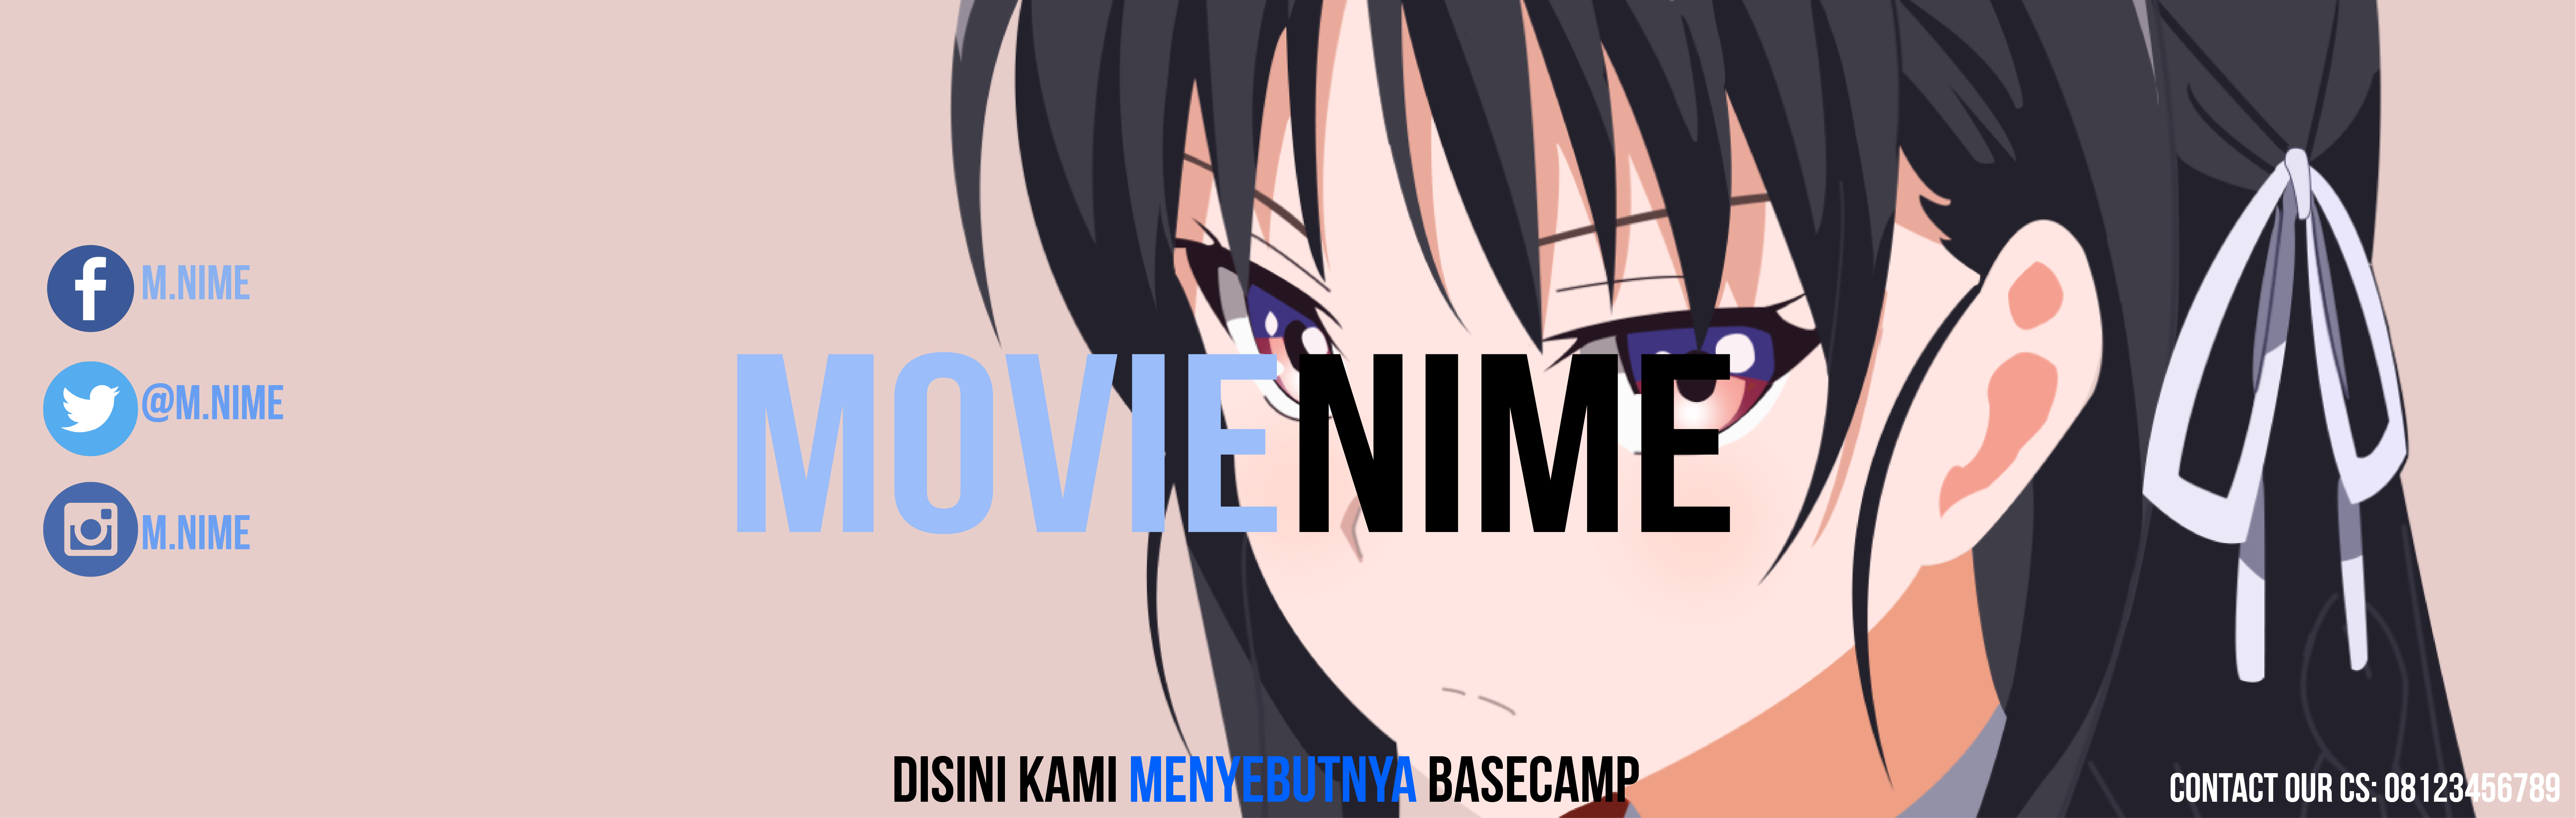 M.NIME
@M.NIME
M.NIME
MOVIENIME
DISINI KAMI MENYEBUTNYA BASECAMP
CONTACT OUR CS: 08123456789